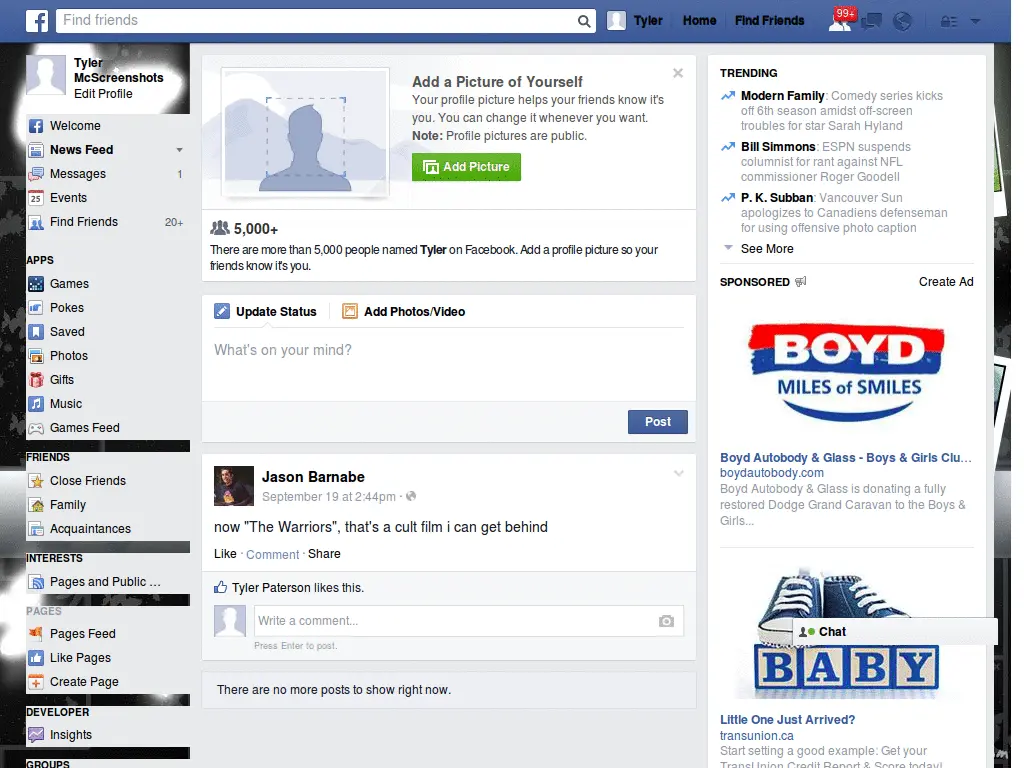 Find friends
Tyler
Home
Find Friends
99+
Tyler
McScreenshots
Edit Profile
Welcome
News Feed
Messages 1
25 Events
Find Friends 20+
APPS
Games
Pokes
Saved
Photos
Gifts
Music
Games Feed
FRIENDS
Close Friends
Family
Acquaintances
INTERESTS
Pages and Public ...
PAGES
Pages Feed
Like Pages
Create Page
DEVELOPER
Insights
GROUPS
Add a Picture of Yourself
Your profile picture helps your friends know it's
you. You can change it whenever you want.
Note: Profile pictures are public.
Add Picture
5,000+
There are more than 5,000 people named Tyler on Facebook. Add a profile picture so your
friends know it's you.
Update Status
Add Photos/Video
What's on your mind?
Post
Jason Barnabe
September 19 at 2:44pm ·
now "The Warriors", that's a cult film i can get behind
Like · Comment · Share
Tyler Paterson likes this.
Write a comment...
Press Enter to post.
There are no more posts to show right now.
TRENDING
Modern Family: Comedy series kicks
off 6th season amidst off-screen
troubles for star Sarah Hyland
Bill Simmons: ESPN suspends
columnist for rant against NFL
commissioner Roger Goodell
P. K. Subban: Vancouver Sun
apologizes to Canadiens defenseman
for using offensive photo caption
See More
SPONSORED
Create Ad
BOYD
MILES of SMILES
Boyd Autobody & Glass - Boys & Girls Clu...
boydautobody.com
Boyd Autobody & Glass is donating a fully
restored Dodge Grand Caravan to the Boys &
Girls...
Chat
BABY
Little One Just Arrived?
transunion.ca
Start setting a good example: Get your
TransUnion Credit Report & Score today!